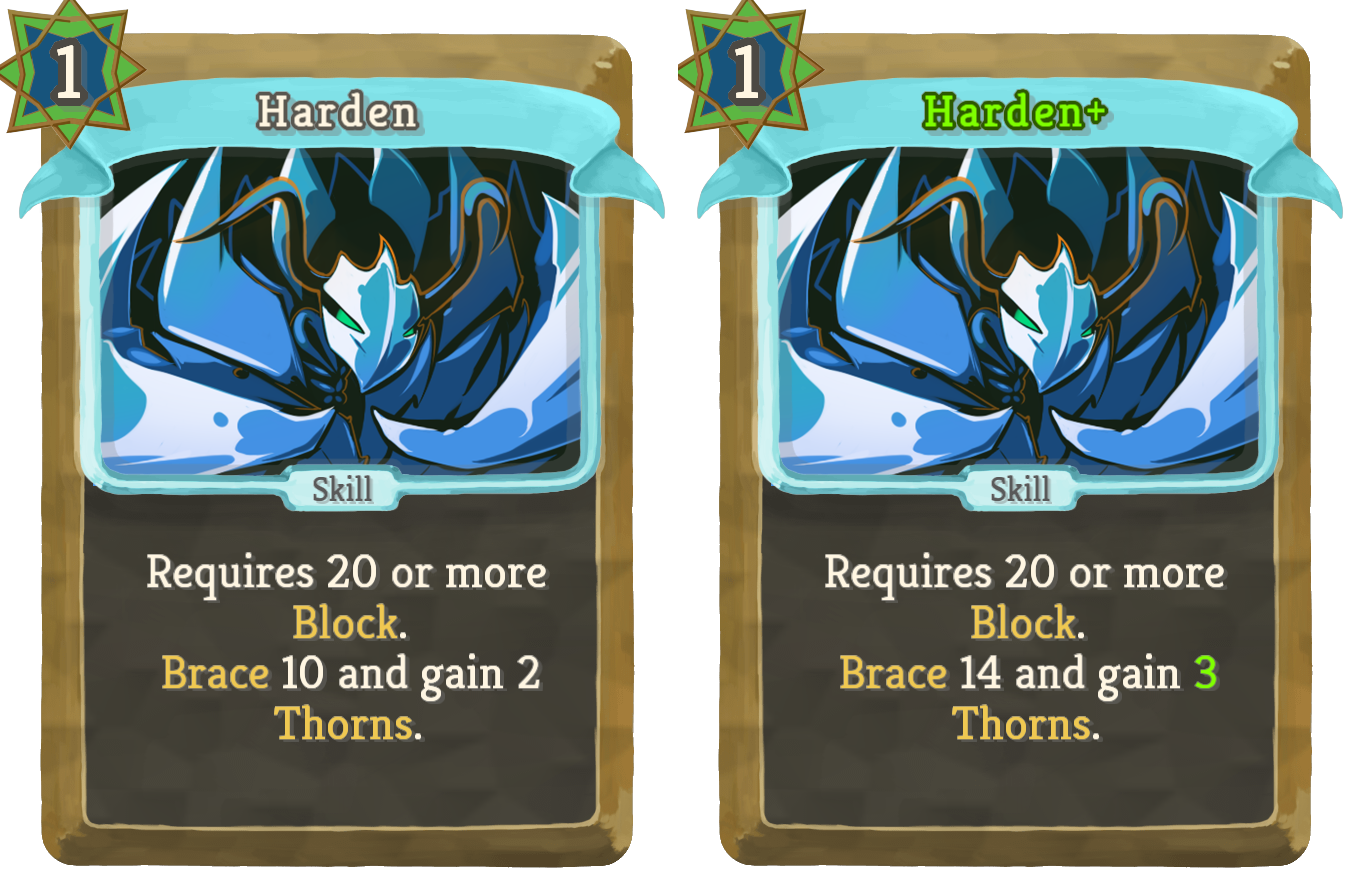 1
Harden
Skill
Requires 20 or more
Block.
Brace 10 and gain 2
Thorns.
1
Harden+
Skill
Requires 20 or more
Block.
Brace 14 and gain 3
Thorns.